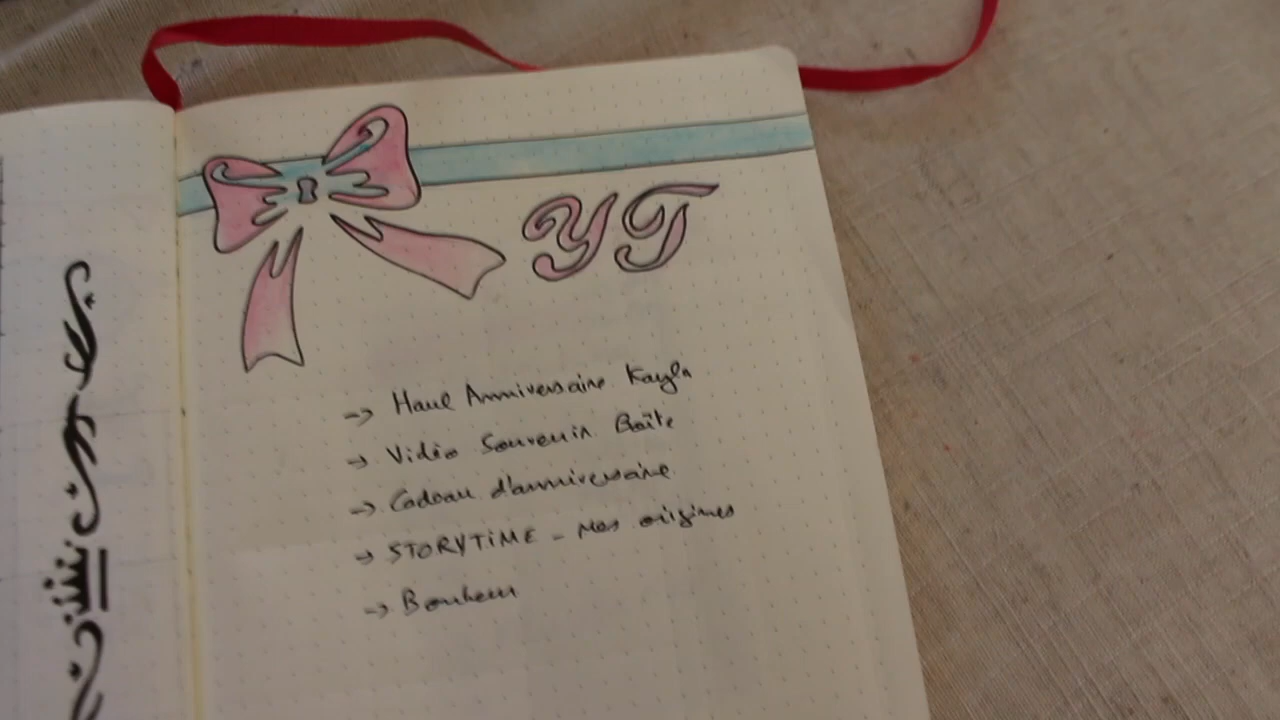 YT
→ Haul Anniversaire Kayla
→ Vidéo Souvenir Boîte
→ Cadeau d'anniversaire
→ STORYTiME - Mes origines
→ Bonheur